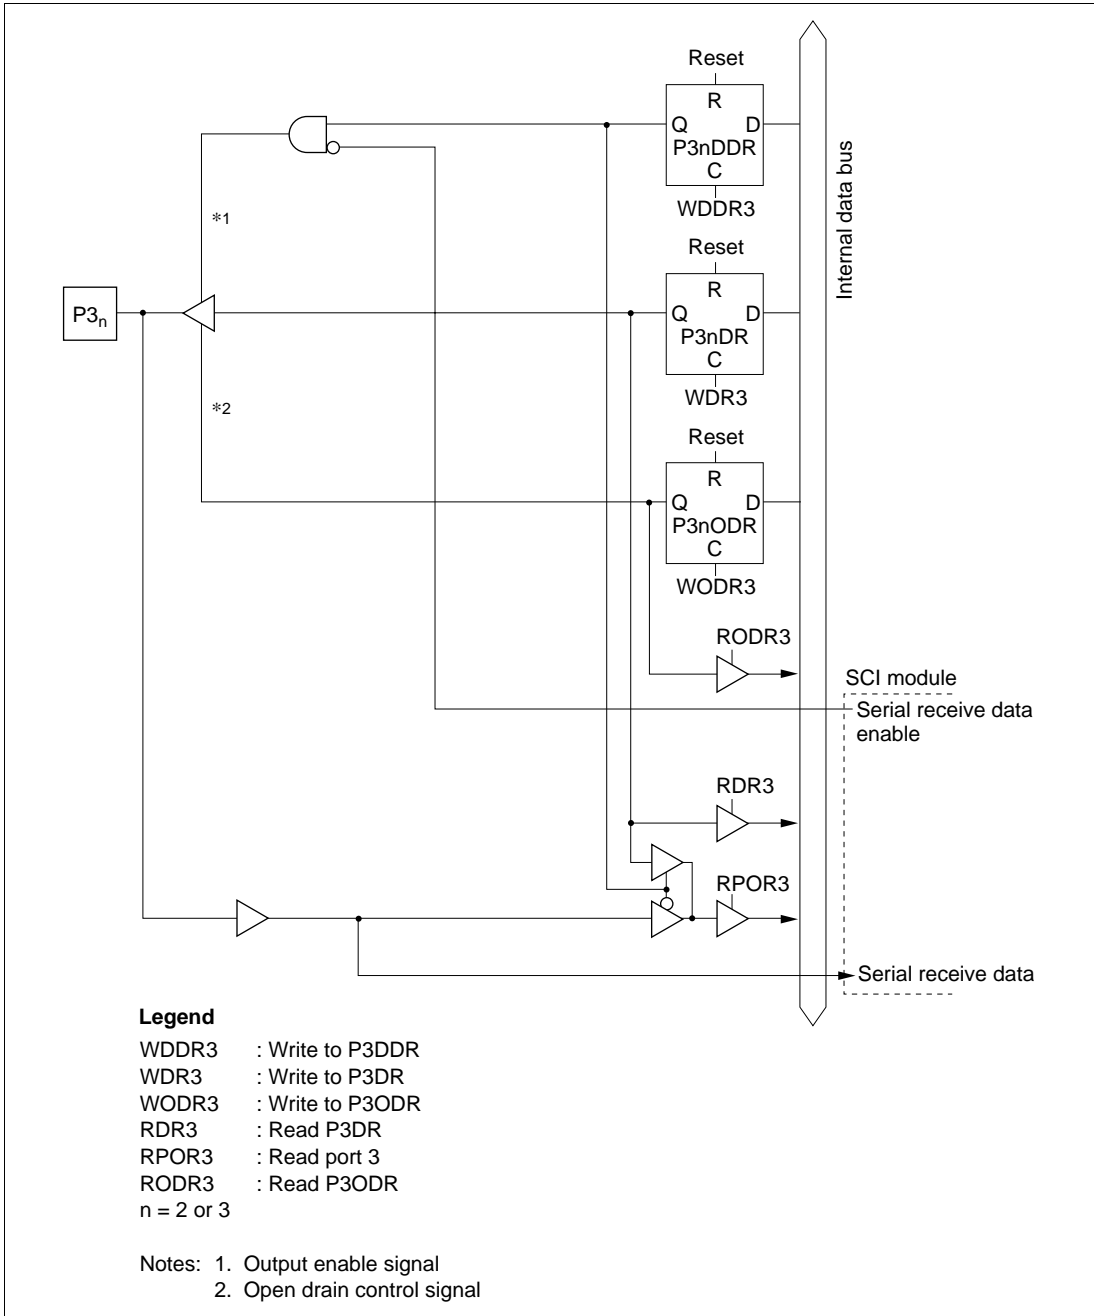 Reset
R
Q D
P3nDDR
C
WDDR3
Internal data bus
*1
Reset
R
P3n
Q D
P3nDR
C
WDR3
*2
Reset
R
Q D
P3nODR
C
WODR3
RODR3
SCI module
Serial receive data
enable
RDR3
RPOR3
Serial receive data
Legend
WDDR3 : Write to P3DDR
WDR3 : Write to P3DR
WODR3 : Write to P3ODR
RDR3 : Read P3DR
RPOR3 : Read port 3
RODR3 : Read P3ODR
n = 2 or 3
Notes: 1. Output enable signal
2. Open drain control signal